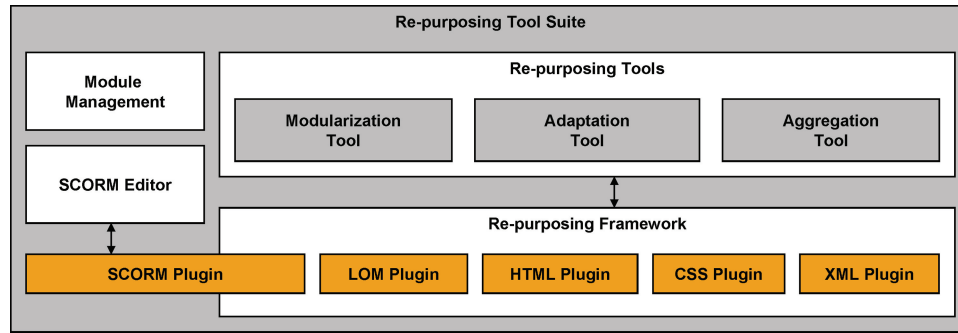 Re-purposing Tool Suite
Module
Management
SCORM Editor
Re-purposing Tools
Modularization
Tool
Adaptation
Tool
Aggregation
Tool
Re-purposing Framework
SCORM Plugin
LOM Plugin
HTML Plugin
CSS Plugin
XML Plugin